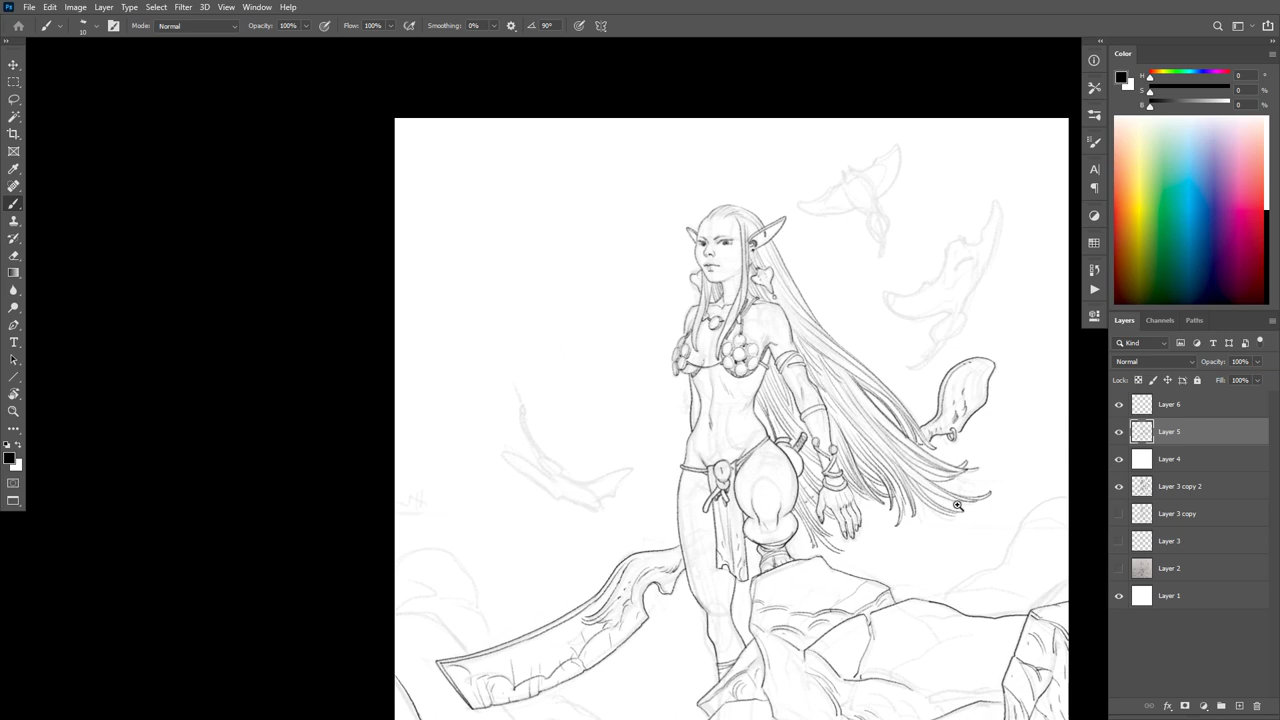 Ps File Edit Image Layer Type Select Filter 3D View Window Help
10 Mode: Normal Opacity: 100% Flow: 100% Smoothing: 0% 90°
Color
H 0 °
S 0 %
B 0 %
Layers Channels Paths
Kind
Normal Opacity: 100%
Lock: Fill: 100%
Layer 6
Layer 5
Layer 4
Layer 3 copy 2
Layer 3 copy
Layer 3
Layer 2
Layer 1